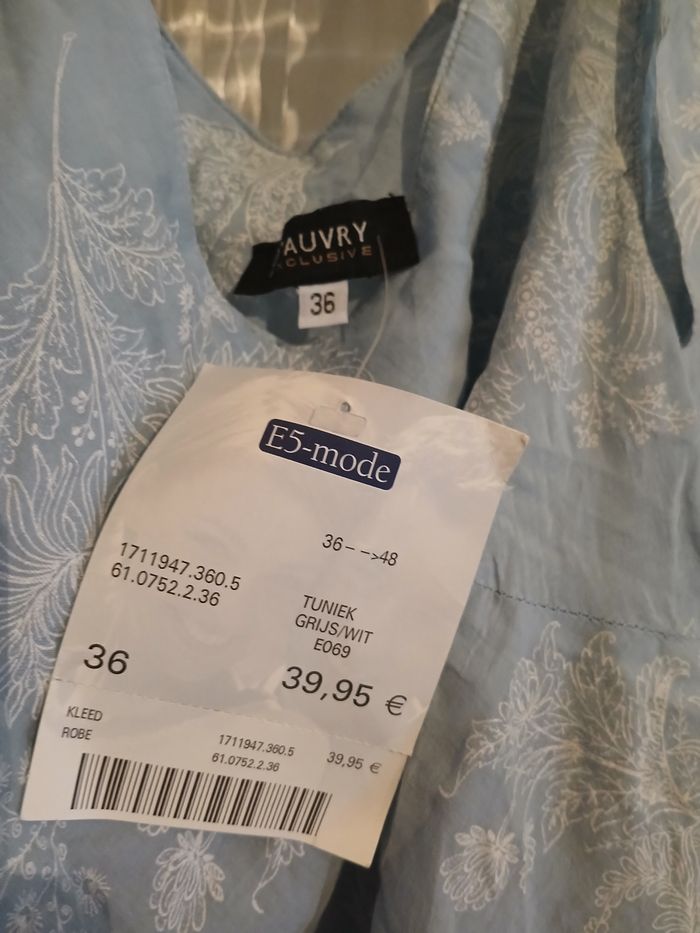 AUVRY
CLUSIVE
36
E5-mode
36-->48
1711947.360.5
61.0752.2.36
TUNIEK
GRIJS/WIT
E069
36
39,95 €
KLEED
ROBE
1711947.360.5
61.0752.2.36
39,95 €